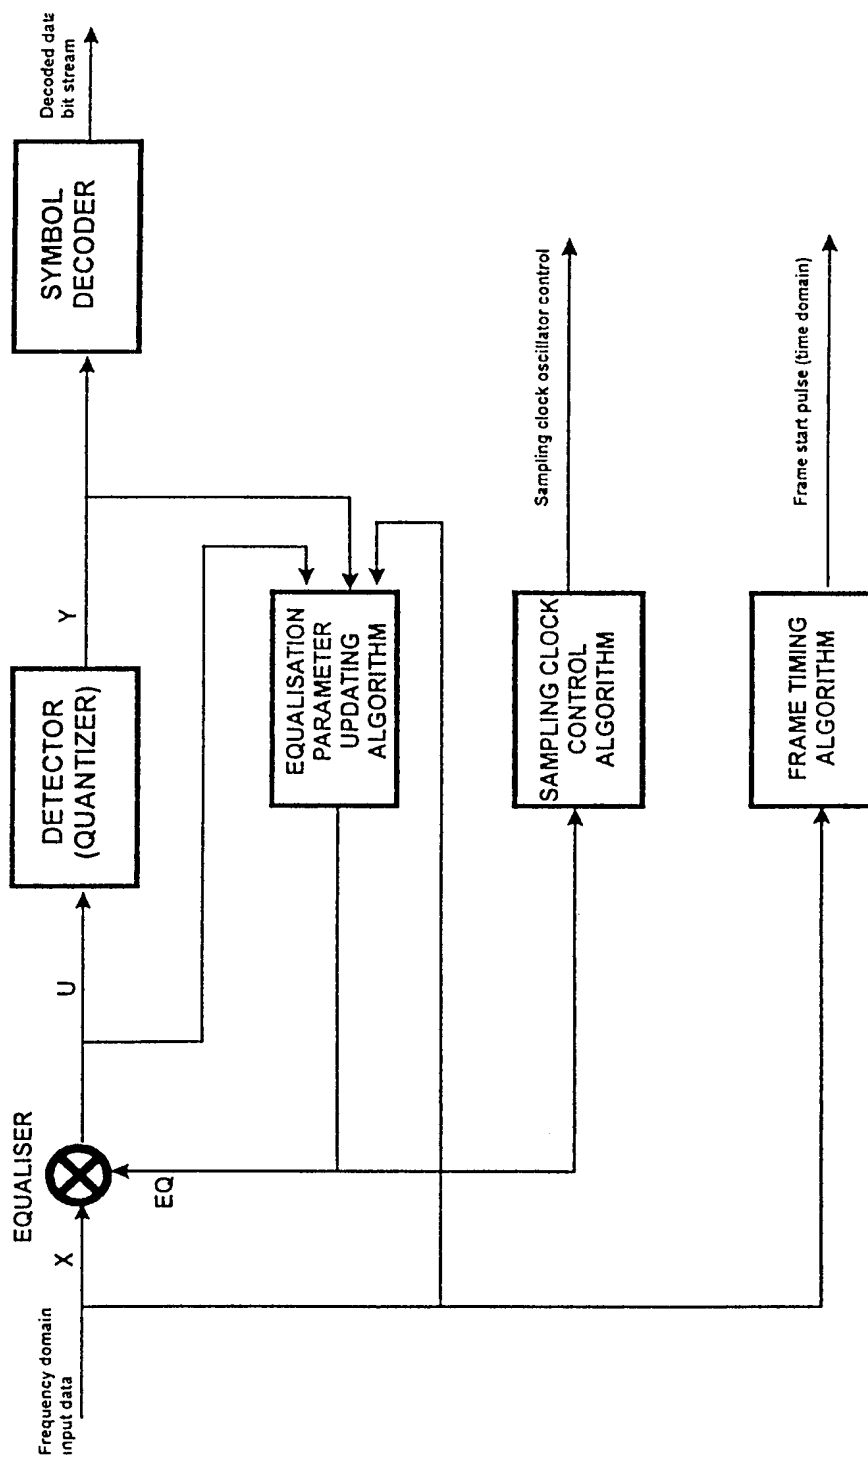 Frequency domain
input data
X
EQUALISER
EQ
U
DETECTOR
(QUANTIZER)
Y
SYMBOL
DECODER
Decoded data
bit stream
EQUALISATION
PARAMETER
UPDATING
ALGORITHM
SAMPLING CLOCK
CONTROL
ALGORITHM
Sampling clock oscillator control
FRAME TIMING
ALGORITHM
Frame start pulse (time domain)